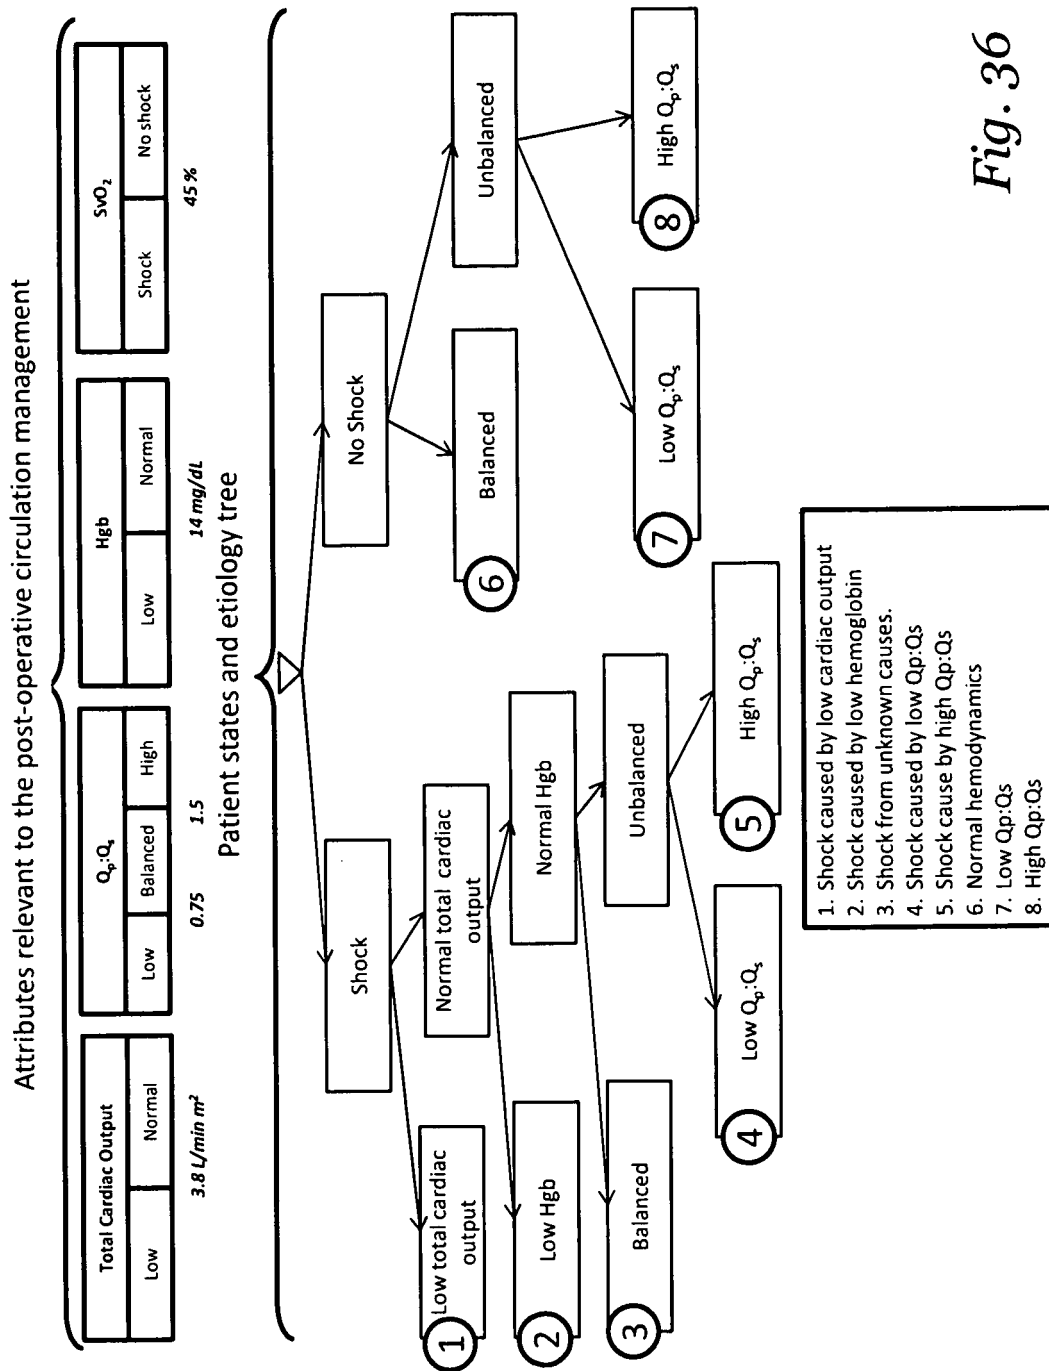 Attributes relevant to the post-operative circulation management
Total Cardiac Output
Low
Normal
3.8 L/min m²
Qp:Qs
Low
Balanced
High
0.75
1.5
Hgb
Low
Normal
14 mg/dL
SvO₂
Shock
No shock
45%
Patient states and etiology tree
Shock
No Shock
Low total cardiac
output
1
Normal total cardiac
output
Balanced
6
Unbalanced
Low Hgb
2
Normal Hgb
Balanced
3
Unbalanced
Low Qp:Qs
7
High Qp:Qs
8
Low Qp:Qs
4
High Qp:Qs
5
1. Shock caused by low cardiac output
2. Shock caused by low hemoglobin
3. Shock from unknown causes.
4. Shock caused by low Qp:Qs
5. Shock cause by high Qp:Qs
6. Normal hemodynamics
7. Low Qp:Qs
8. High Qp:Qs
Fig. 36